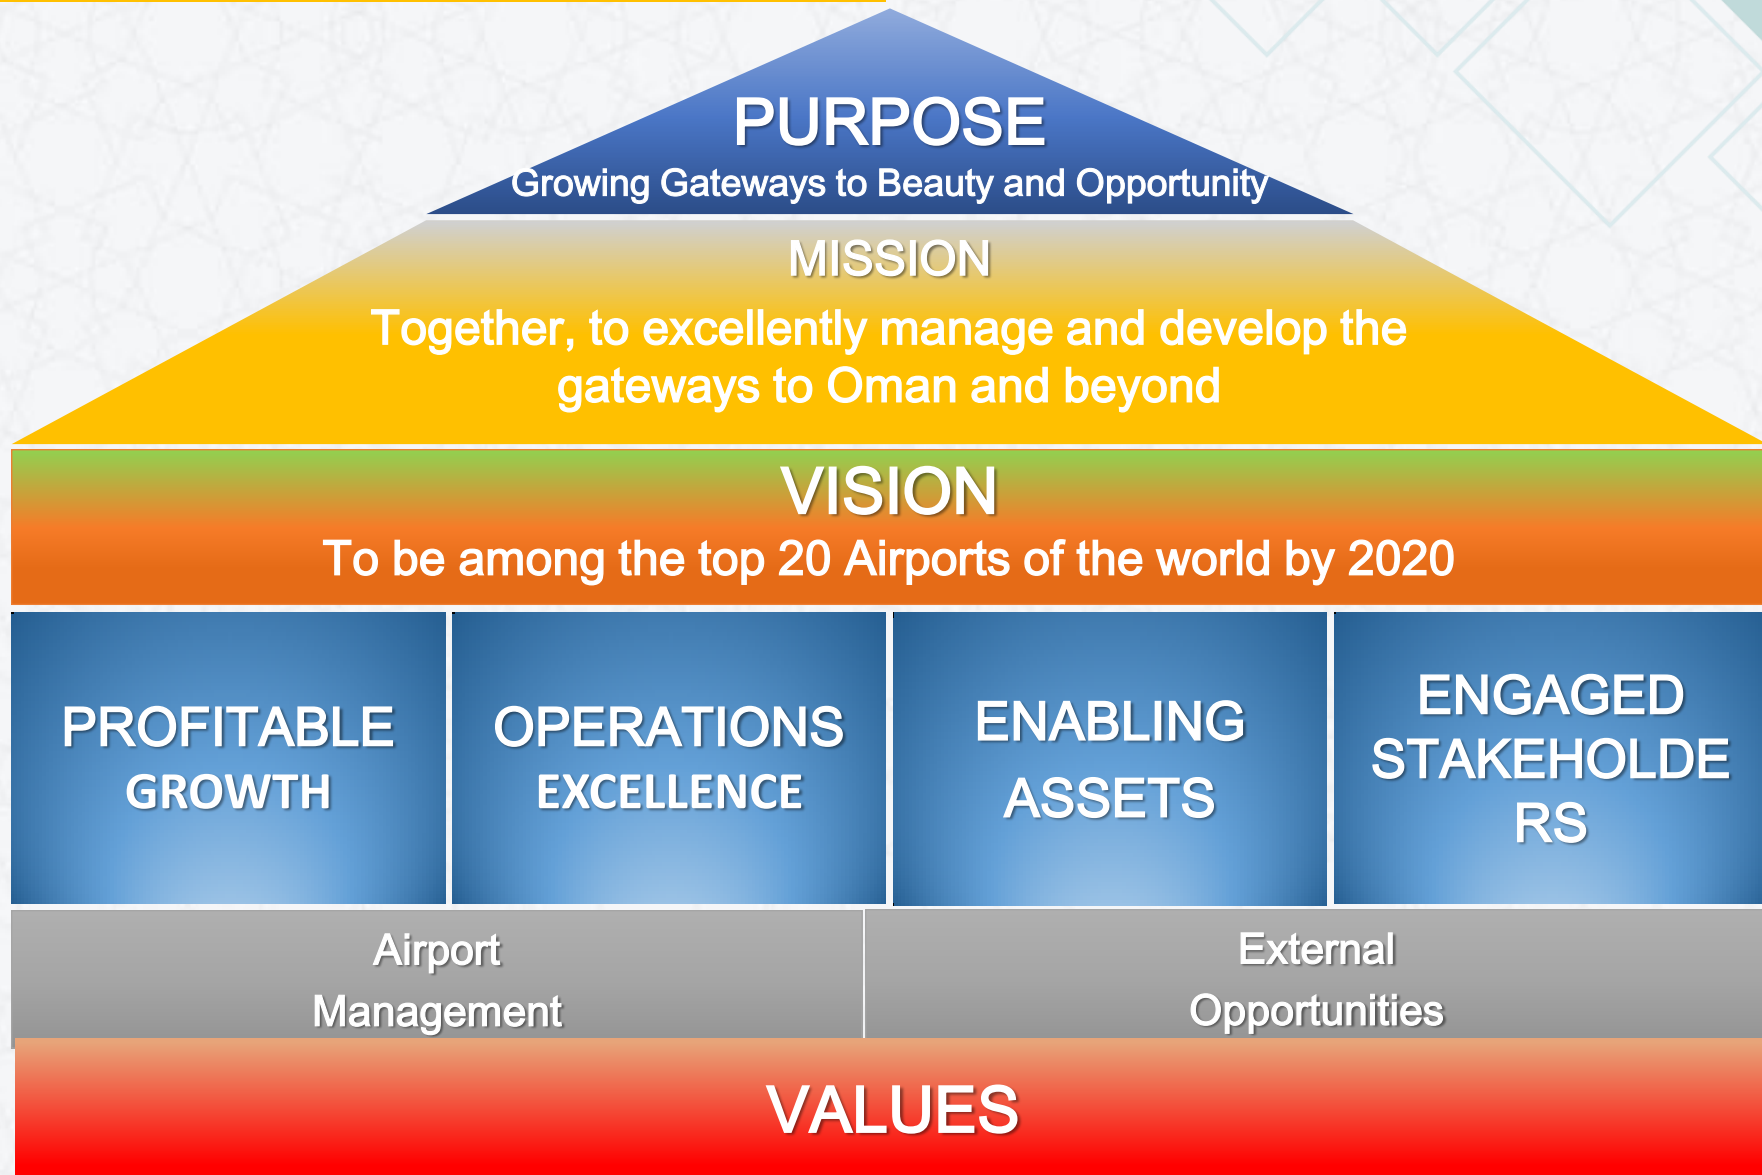 PURPOSE
Growing Gateways to Beauty and Opportunity
MISSION
Together, to excellently manage and develop the
gateways to Oman and beyond
VISION
To be among the top 20 Airports of the world by 2020
PROFITABLE
GROWTH
OPERATIONS
EXCELLENCE
ENABLING
ASSETS
ENGAGED
STAKEHOLDE
RS
Airport
Management
External
Opportunities
VALUES